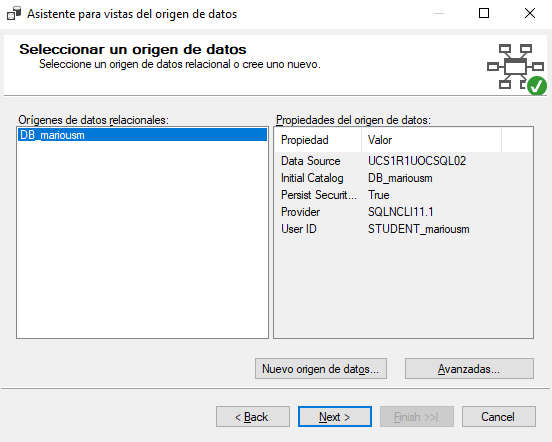 Asistente para vistas del origen de datos
Seleccionar un origen de datos
Seleccione un origen de datos relacional o cree uno nuevo.
Orígenes de datos relacionales:
DB_mariousm
Propiedades del origen de datos:
Propiedad Valor
Data Source UCS1R1UOCSQL02
Initial Catalog DB_mariousm
Persist Securit... True
Provider SQLNCLI11.1
User ID STUDENT_mariousm
Nuevo origen de datos... Avanzadas...
< Back Next > Finish >>| Cancel